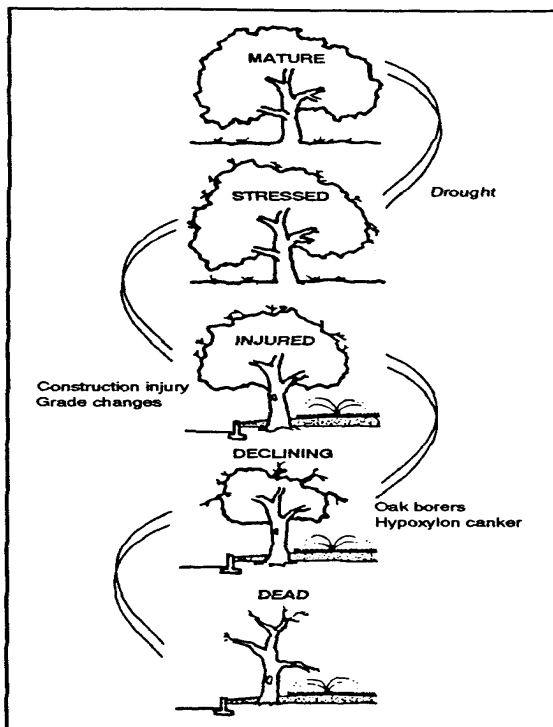 MATURE
Drought
STRESSED
INJURED
Construction injury
Grade changes
DECLINING
Oak borers
Hypoxylon canker
DEAD